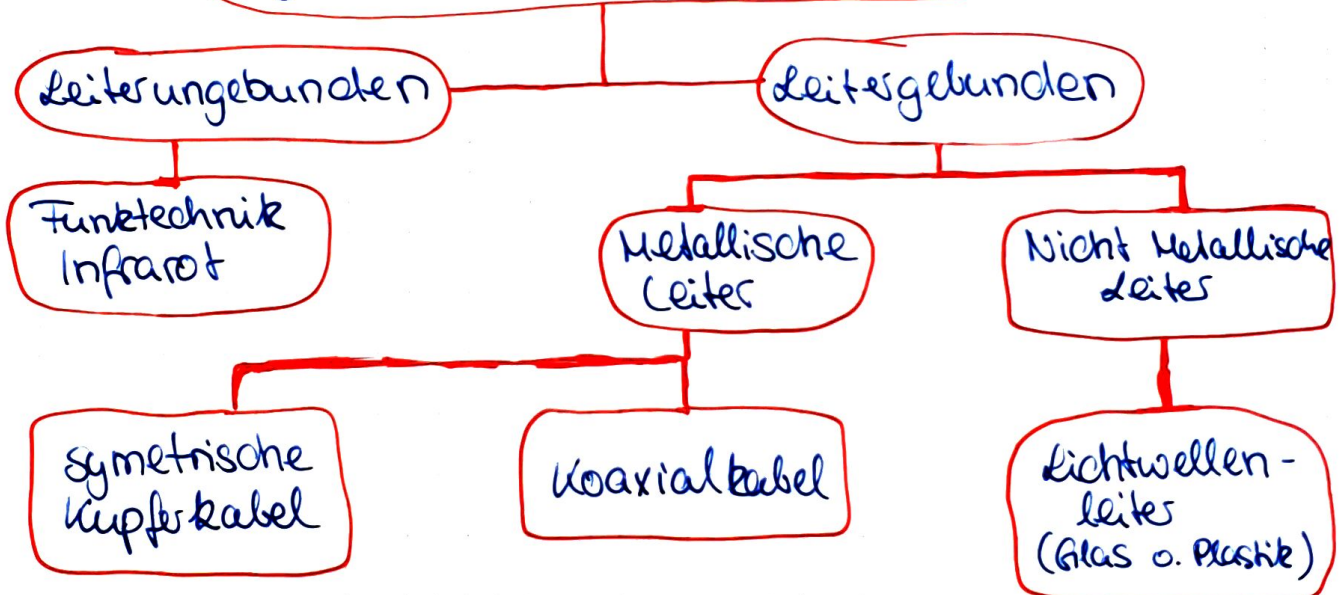 Leiterungebunden
Leitergebunden
Funktechnik
Infrarot
Metallische
Leiter
Nicht Metallische
Leiter
symetrische
Kupferkabel
Koaxialkabel
Lichtwellen-
leiter
(Glas o. Plastik)